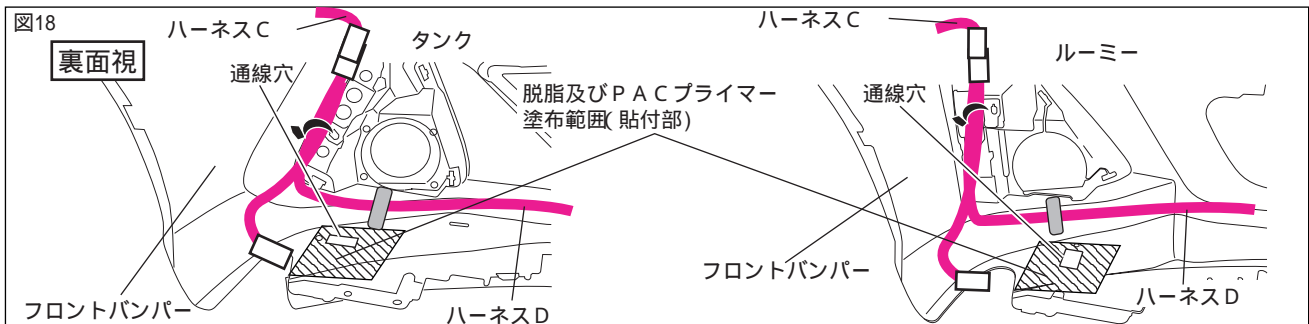 図18
裏面視
ハーネスC
タンク
通線穴
脱脂及びPACプライマー
塗布範囲(貼付部)
フロントバンパー
ハーネスD
ハーネスC
ルーミー
通線穴
フロントバンパー
ハーネスD